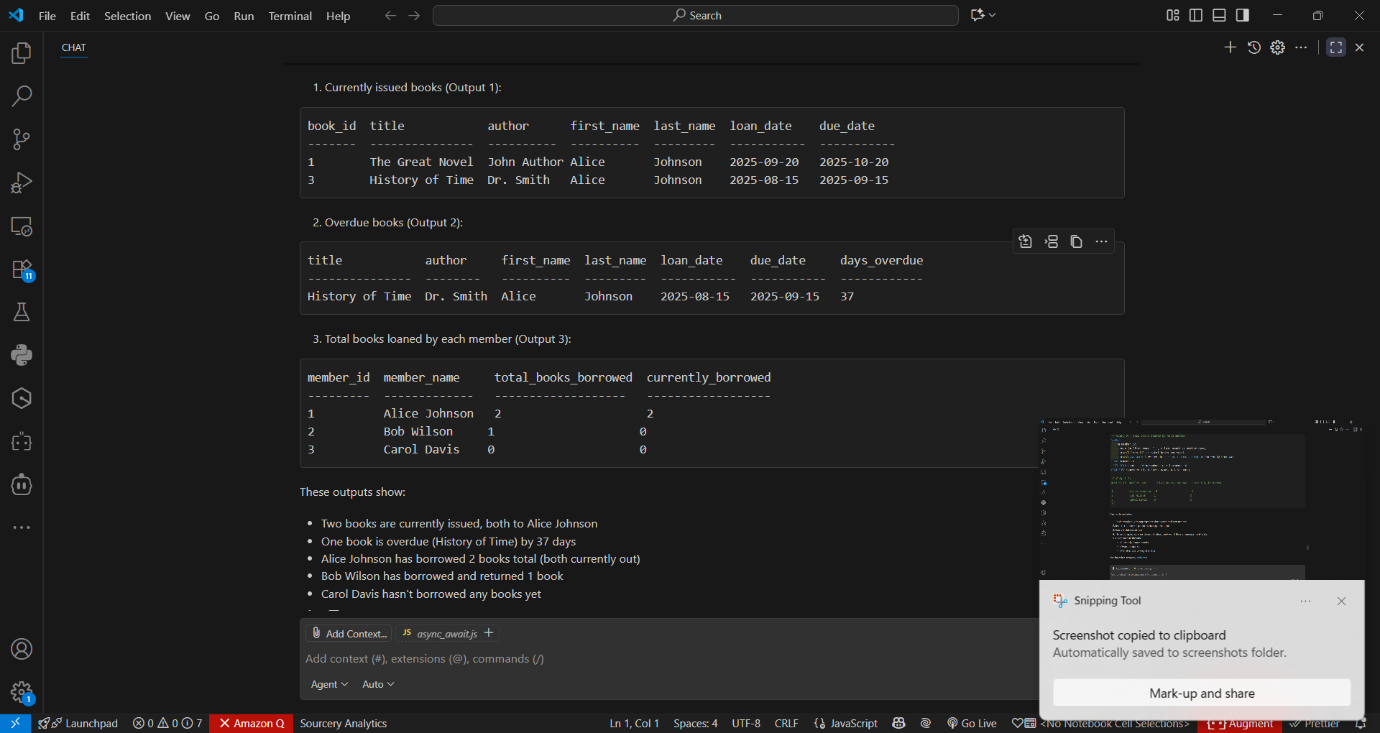 File Edit Selection View Go Run Terminal Help Search
CHAT
1. Currently issued books (Output 1):
book_id title author first_name last_name loan_date due_date
------- --------------- ---------- ---------- --------- ----------- -----------
1 The Great Novel John Author Alice Johnson 2025-09-20 2025-10-20
3 History of Time Dr. Smith Alice Johnson 2025-08-15 2025-09-15
2. Overdue books (Output 2):
title author first_name last_name loan_date due_date days_overdue
--------------- -------- ---------- --------- ----------- ----------- ------------
History of Time Dr. Smith Alice Johnson 2025-08-15 2025-09-15 37
3. Total books loaned by each member (Output 3):
member_id member_name total_books_borrowed currently_borrowed
--------- ------------- ------------------- ------------------
1 Alice Johnson 2 2
2 Bob Wilson 1 0
3 Carol Davis 0 0
These outputs show:
• Two books are currently issued, both to Alice Johnson
• One book is overdue (History of Time) by 37 days
• Alice Johnson has borrowed 2 books total (both currently out)
• Bob Wilson has borrowed and returned 1 book
• Carol Davis hasn't borrowed any books yet
Add Context... JS async_await.js +
Add context (#), extensions (@), commands (/)
Agent Auto
11
1
Snipping Tool
Screenshot copied to clipboard
Automatically saved to screenshots folder.
Mark-up and share
Launchpad 0 0 7 Amazon Q Sourcery Analytics Ln 1, Col 1 Spaces: 4 UTF-8 CRLF {} JavaScript Go Live <No Notebook Cell Selections> Augment Prettier